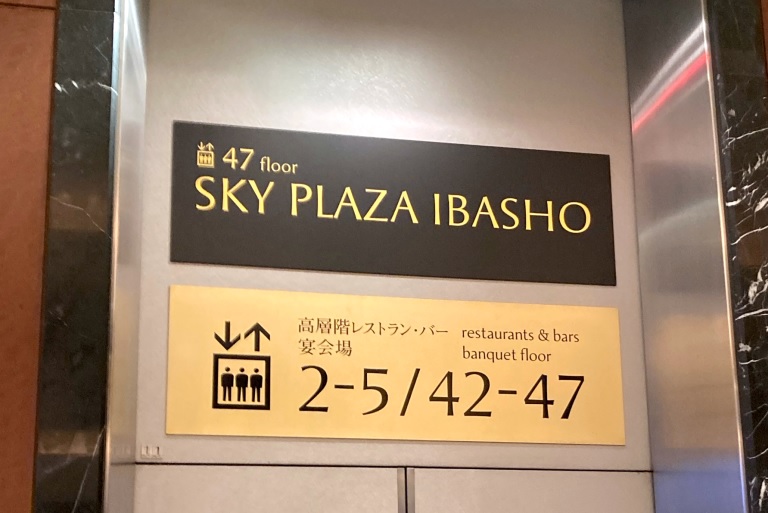 47 floor
SKY PLAZA IBASHO
高層階レストラン・バー restaurants & bars
宴会場 banquet floor
2-5/42-47